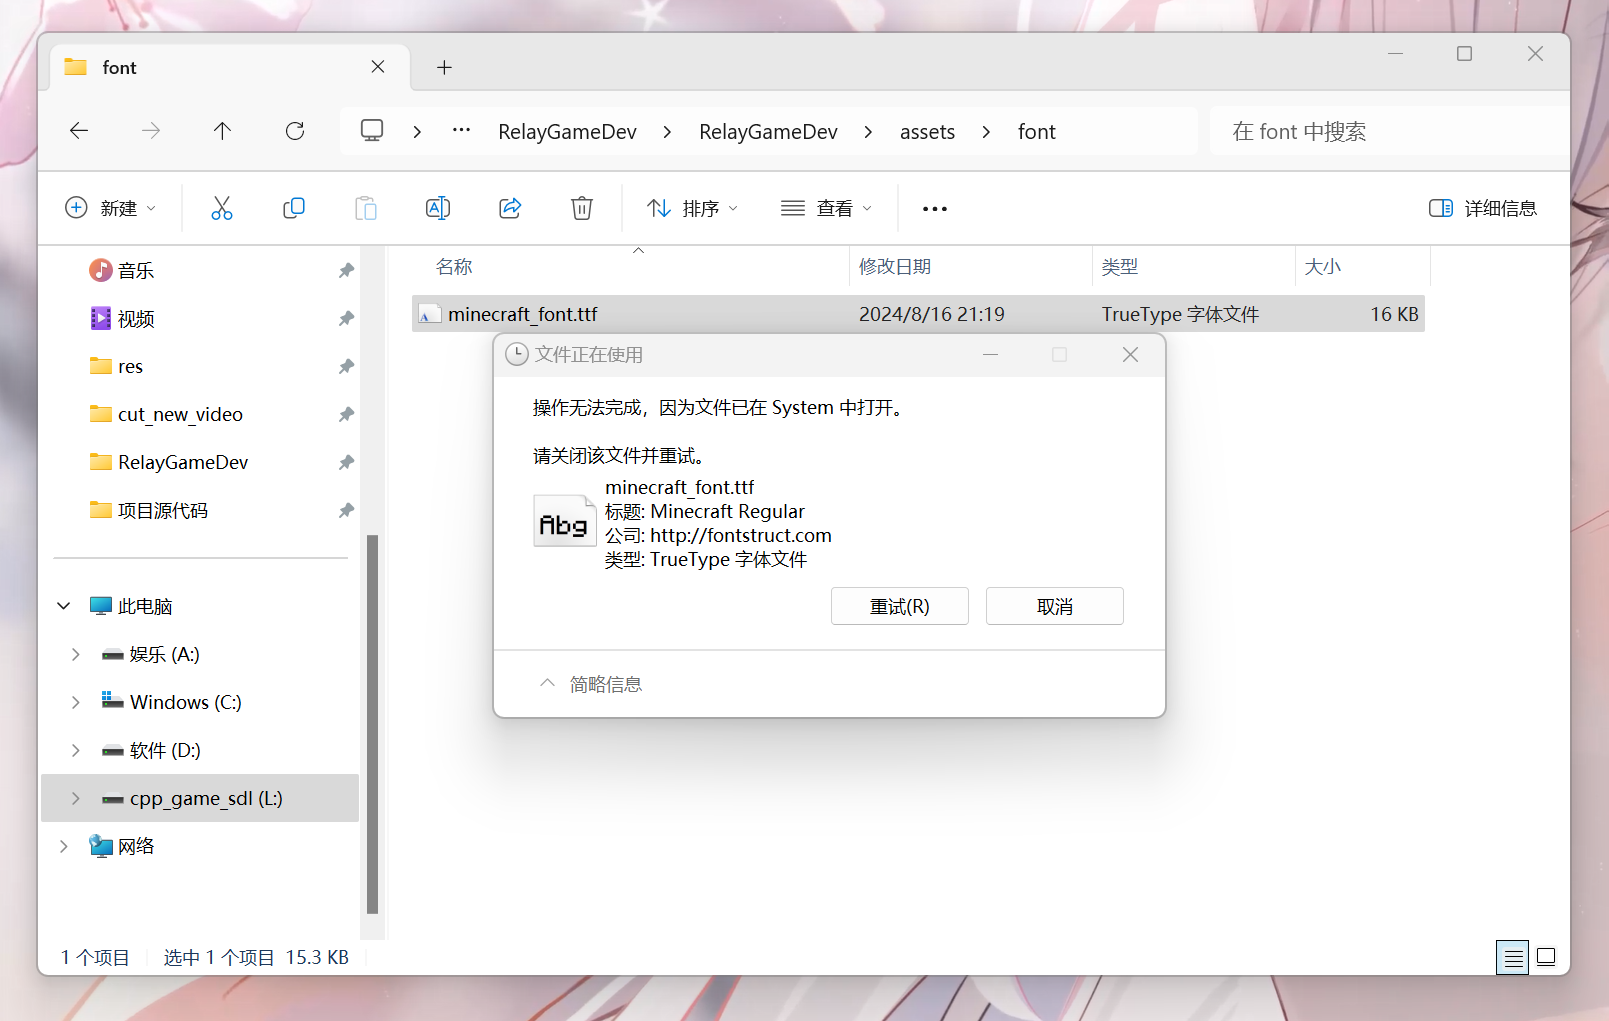 font
RelayGameDev
RelayGameDev
assets
font
在 font 中搜索
新建
排序
查看
详细信息
名称
修改日期
类型
大小
音乐
视频
res
cut_new_video
RelayGameDev
项目源代码
此电脑
娱乐 (A:)
Windows (C:)
软件 (D:)
cpp_game_sdl (L:)
网络
minecraft_font.ttf
2024/8/16 21:19
TrueType 字体文件
16 KB
文件正在使用
操作无法完成，因为文件已在 System 中打开。
请关闭该文件并重试。
Abg
minecraft_font.ttf
标题: Minecraft Regular
公司: http://fontstruct.com
类型: TrueType 字体文件
重试(R)
取消
简略信息
1 个项目
选中 1 个项目 15.3 KB